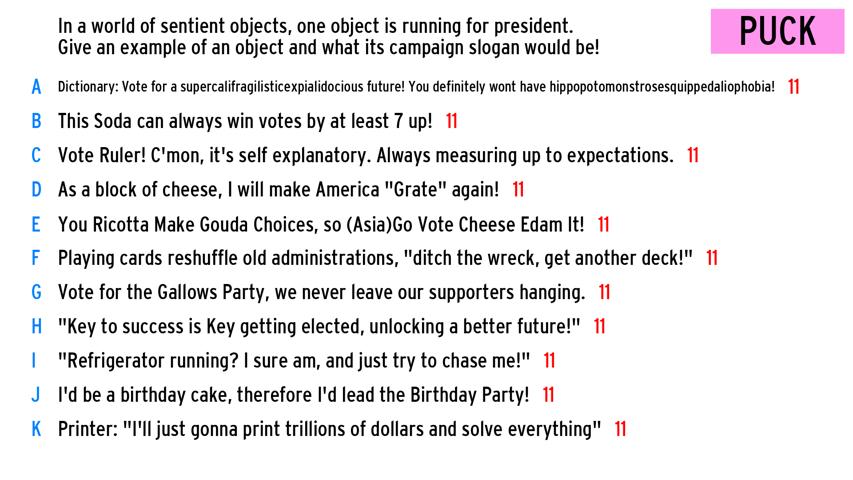 In a world of sentient objects, one object is running for president.
Give an example of an object and what its campaign slogan would be!
PUCK
A Dictionary: Vote for a supercalifragilisticexpialidocious future! You definitely wont have hippopotomonstrosesquippedaliophobia! 11
B This Soda can always win votes by at least 7 up! 11
C Vote Ruler! C'mon, it's self explanatory. Always measuring up to expectations. 11
D As a block of cheese, I will make America "Grate" again! 11
E You Ricotta Make Gouda Choices, so (Asia)Go Vote Cheese Edam It! 11
F Playing cards reshuffle old administrations, "ditch the wreck, get another deck!" 11
G Vote for the Gallows Party, we never leave our supporters hanging. 11
H "Key to success is Key getting elected, unlocking a better future!" 11
I "Refrigerator running? I sure am, and just try to chase me!" 11
J I'd be a birthday cake, therefore I'd lead the Birthday Party! 11
K Printer: "I'll just gonna print trillions of dollars and solve everything" 11